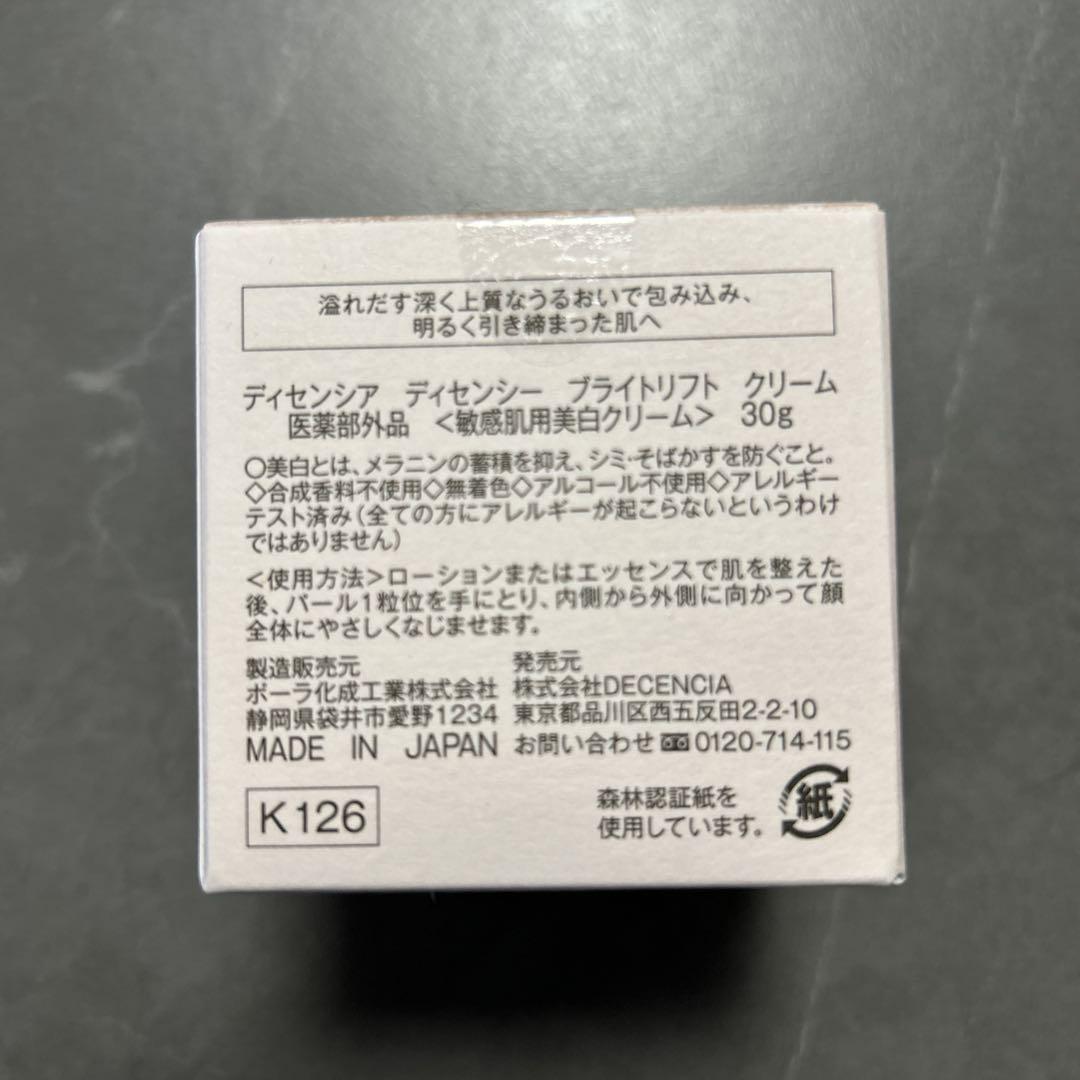 溢れだす深く上質なうるおいで包み込み、
明るく引き締まった肌へ
ディセンシア　ディセンシー　ブライトリフト　クリーム
医薬部外品　＜敏感肌用美白クリーム＞　30g
○美白とは、メラニンの蓄積を抑え、シミ・そばかすを防ぐこと。
◇合成香料不使用◇無着色◇アルコール不使用◇アレルギー
テスト済み（全ての方にアレルギーが起こらないというわけ
ではありません）
＜使用方法＞ローションまたはエッセンスで肌を整えた
後、パール1粒位を手にとり、内側から外側に向かって顔
全体にやさしくなじませます。
製造販売元
ポーラ化成工業株式会社
静岡県袋井市愛野1234
MADE IN JAPAN
発売元
株式会社DECENCIA
東京都品川区西五反田2-2-10
お問い合わせ 0120-714-115
K126
森林認証紙を
使用しています。
紙